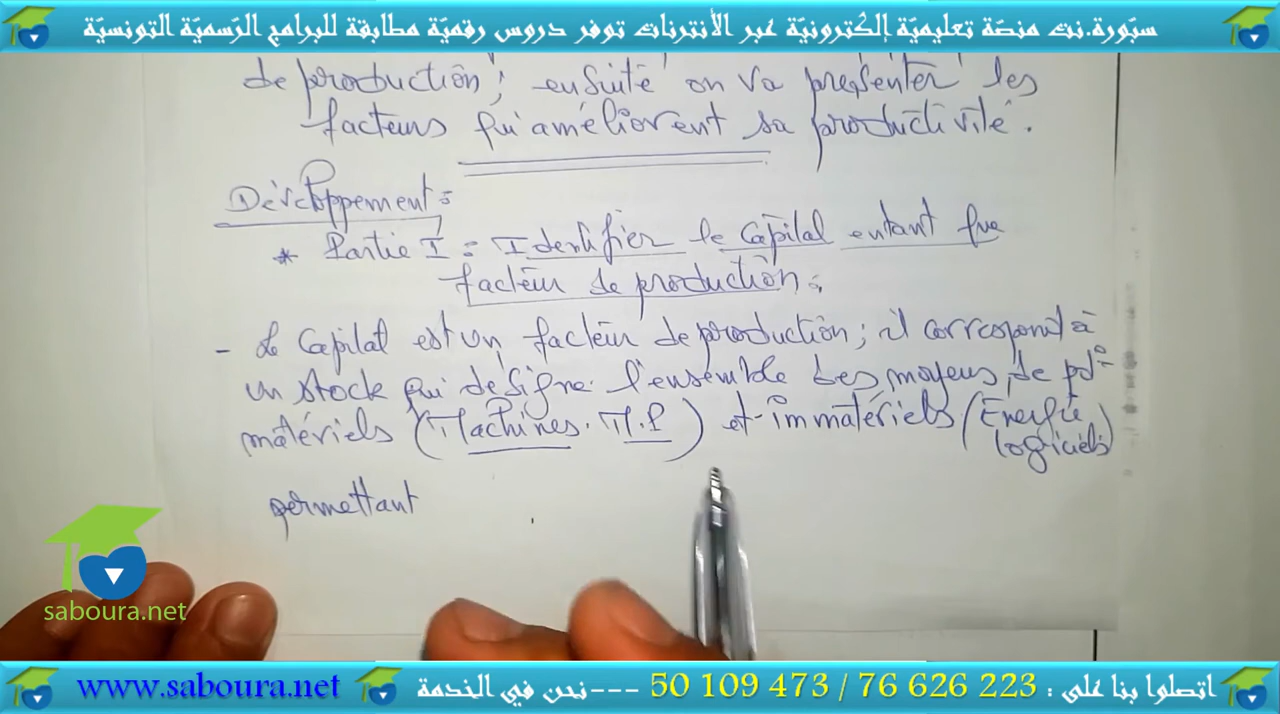 سبّورة.نت منصّة تعليميّة إلكترونيّة عبر الأنترنات توفر دروس رقميّة مطابقة للبرامج الرّسميّة التونسيّة
de production, ensuite on va présenter les
facteurs qui améliorent sa productivité.
Développement:
* Partie I: Identifier le Capital entant que
facteur de production:
- Le Capital est un facteur de production; il correspond à
un stock qui désigne l'ensemble des moyens de pd°
matériels (Machines. M.P) et immatériels (Energie
logiciels)
permettant
saboura.net
www.saboura.net اتصلوا بنا على : 50 109 473 / 76 626 223 ---نحن في الخدمة